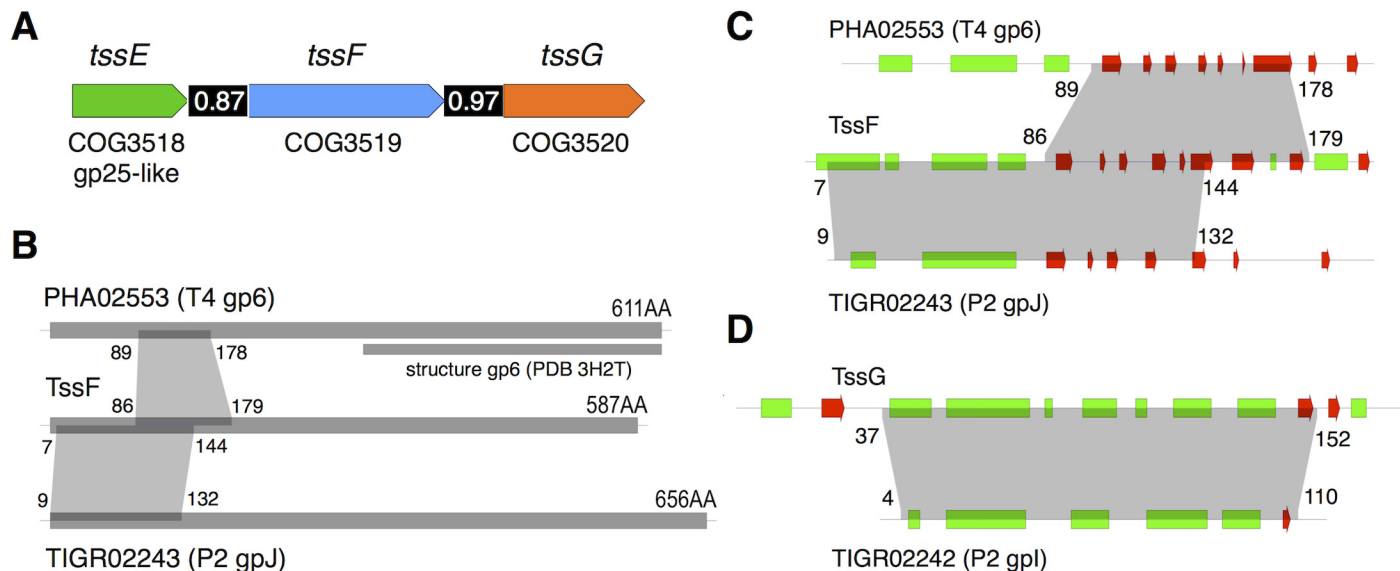 A
tssE
tssF
tssG
0.87
0.97
COG3518
gp25-like
COG3519
COG3520
B
PHA02553 (T4 gp6)
611AA
89
178
structure gp6 (PDB 3H2T)
TssF
86
179
587AA
7
144
9
132
656AA
TIGR02243 (P2 gpJ)
C
PHA02553 (T4 gp6)
89
178
TssF
86
179
7
144
9
132
TIGR02243 (P2 gpJ)
D
TssG
37
152
4
110
TIGR02242 (P2 gpI)